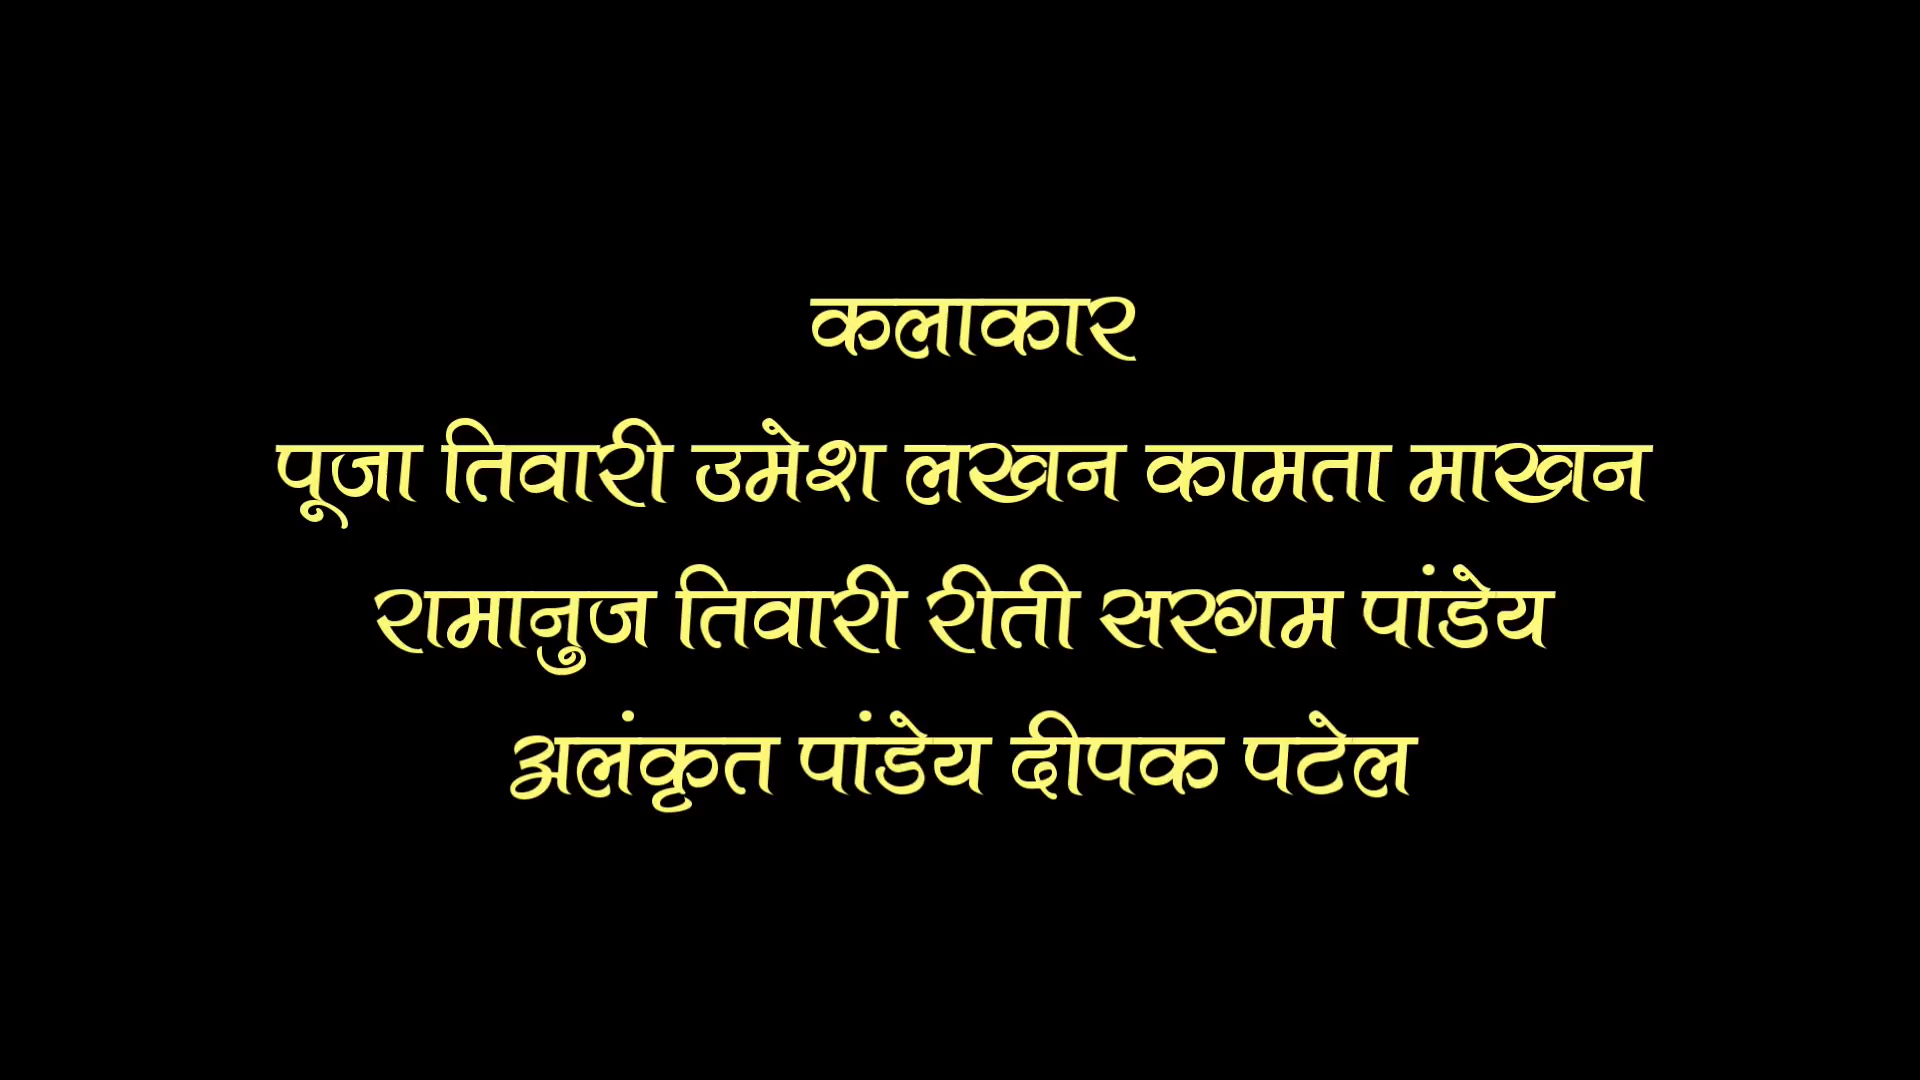 कलाकार
पूजा तिवारी उमेश लखन कामता माखन
रामानुज तिवारी रीती सरगम पांडेय
अलंकृत पांडेय दीपक पटेल